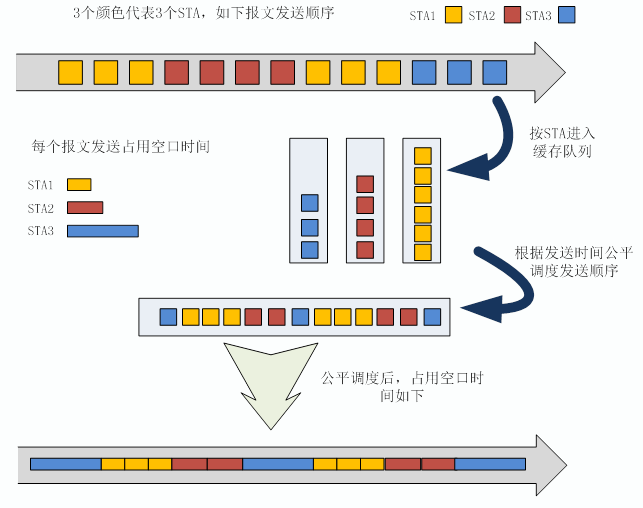 3个颜色代表3个STA，如下报文发送顺序
STA1 STA2 STA3
按STA进入
缓存队列
每个报文发送占用空口时间
STA1
STA2
STA3
根据发送时间公平
调度发送顺序
公平调度后，占用空口时
间如下